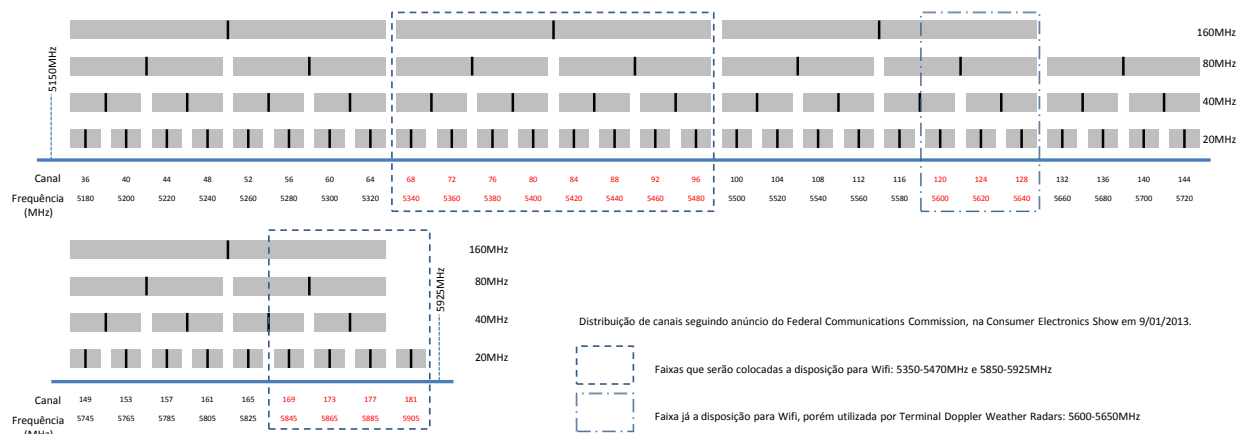 160MHz
5150MHz
80MHz
40MHz
20MHz
Canal 36 40 44 48 52 56 60 64 68 72 76 80 84 88 92 96 100 104 108 112 116 120 124 128 132 136 140 144
Frequência 5180 5200 5220 5240 5260 5280 5300 5320 5340 5360 5380 5400 5420 5440 5460 5480 5500 5520 5540 5560 5580 5600 5620 5640 5660 5680 5700 5720
(MHz)
160MHz
80MHz
5925MHz
40MHz
20MHz
Distribuição de canais seguindo anúncio do Federal Communications Commission, na Consumer Electronics Show em 9/01/2013.
Faixas que serão colocadas a disposição para Wifi: 5350-5470MHz e 5850-5925MHz
Canal 149 153 157 161 165 169 173 177 181
Frequência 5745 5765 5785 5805 5825 5845 5865 5885 5905
(MHz)
Faixa já a disposição para Wifi, porém utilizada por Terminal Doppler Weather Radars: 5600-5650MHz